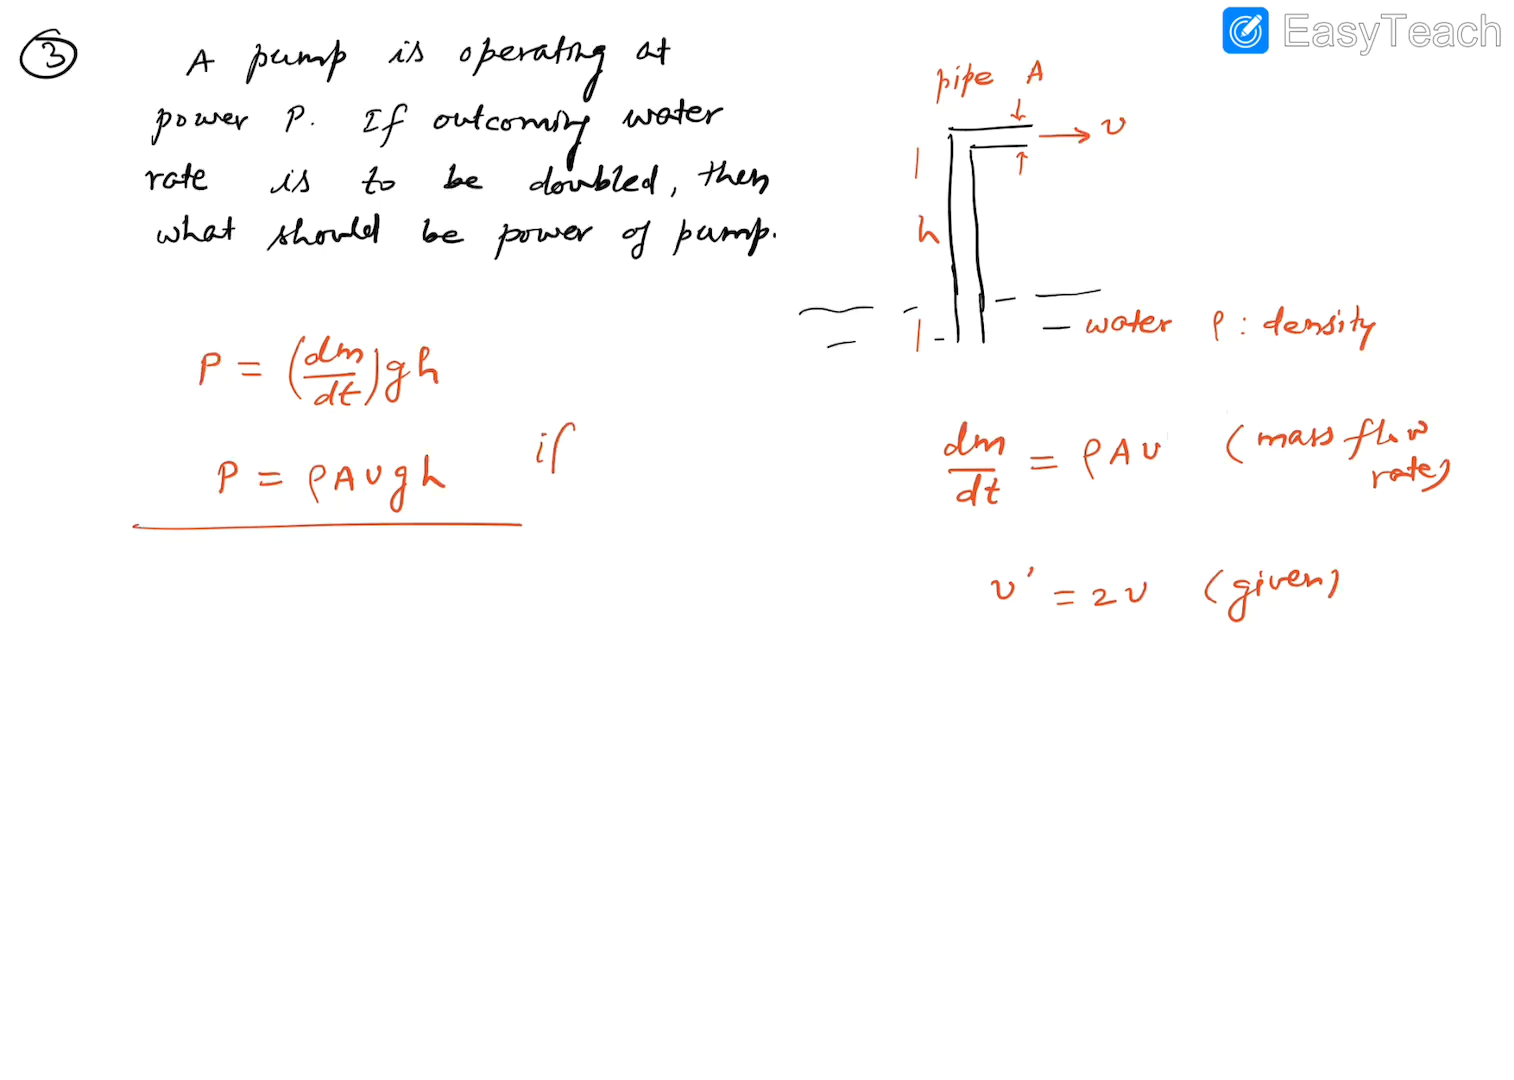 EasyTeach
3 A pump is operating at
power P. If outcoming water
rate is to be doubled, then
what should be power of pump.
pipe A
v
h
water ρ : density
P = (dm/dt) gh
P = ρAvgh if
dm/dt = ρAv (mass flow
rate)
v' = 2v (given)